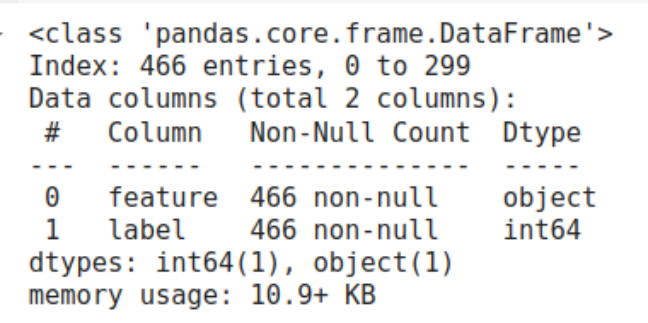 <class 'pandas.core.frame.DataFrame'>
Index: 466 entries, 0 to 299
Data columns (total 2 columns):
 #   Column   Non-Null Count  Dtype
---  ------   --------------  -----
 0   feature  466 non-null    object
 1   label    466 non-null    int64
dtypes: int64(1), object(1)
memory usage: 10.9+ KB